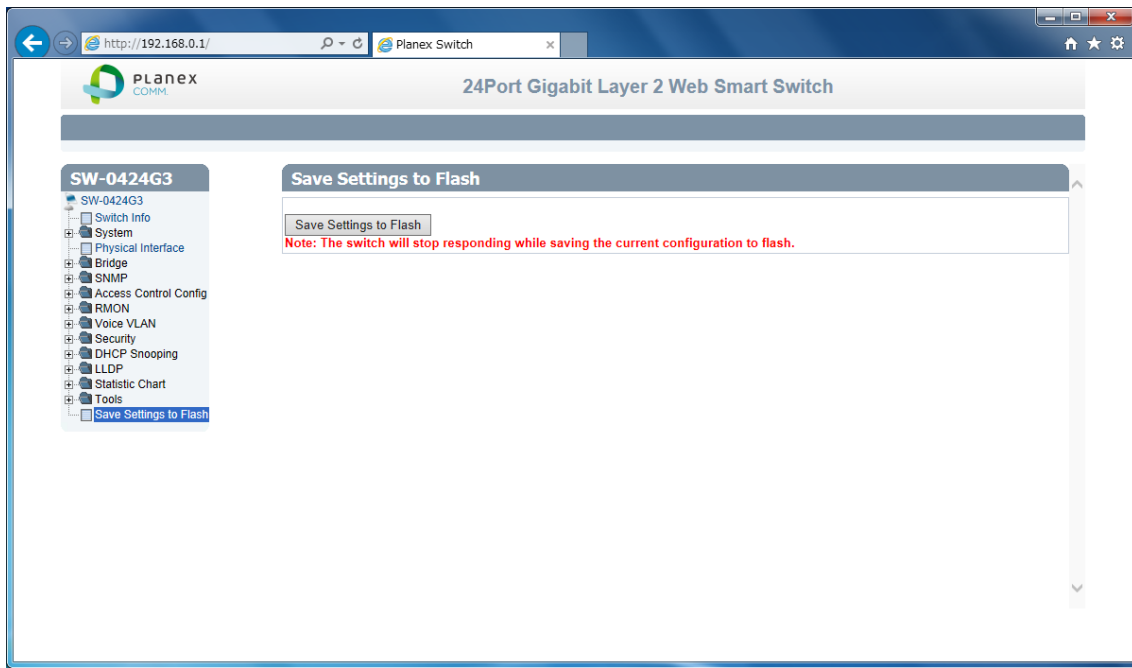 http://192.168.0.1/
Planex Switch
PLANEX
COMM.
24Port Gigabit Layer 2 Web Smart Switch
SW-0424G3
SW-0424G3
Switch Info
System
Physical Interface
Bridge
SNMP
Access Control Config
RMON
Voice VLAN
Security
DHCP Snooping
LLDP
Statistic Chart
Tools
Save Settings to Flash
Save Settings to Flash
Save Settings to Flash
Note: The switch will stop responding while saving the current configuration to flash.